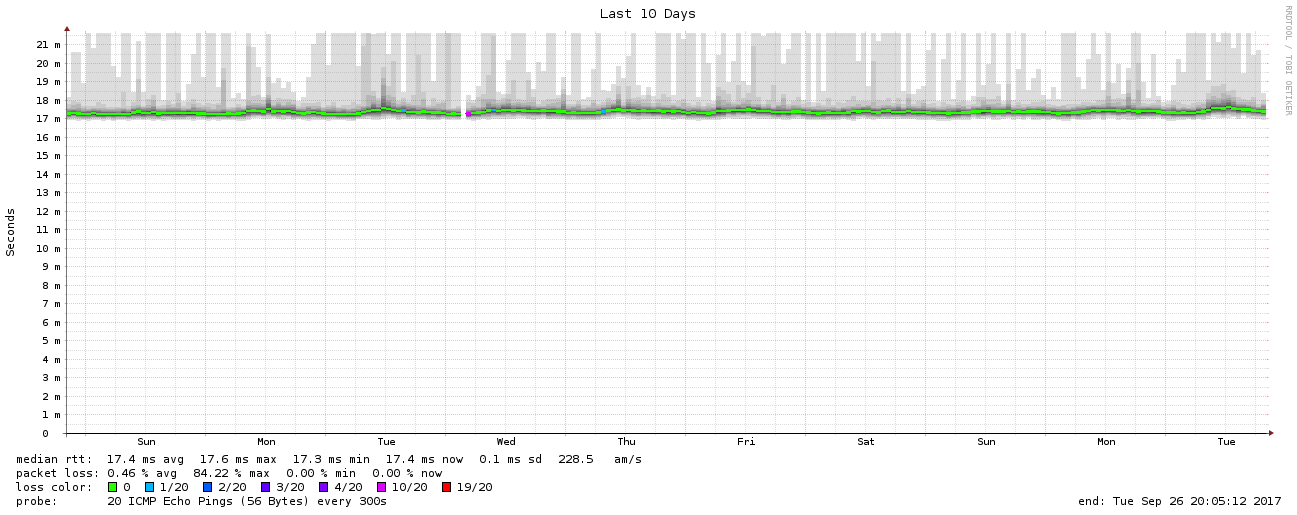 Last 10 Days
RRDTOOL / TOBI OETIKER
Seconds
21 m
20 m
19 m
18 m
17 m
16 m
15 m
14 m
13 m
12 m
11 m
10 m
9 m
8 m
7 m
6 m
5 m
4 m
3 m
2 m
1 m
0
Sun Mon Tue Wed Thu Fri Sat Sun Mon Tue
median rtt: 17.4 ms avg 17.6 ms max 17.3 ms min 17.4 ms now 0.1 ms sd 228.5 am/s
packet loss: 0.46 % avg 84.22 % max 0.00 % min 0.00 % now
loss color: 0 1/20 2/20 3/20 4/20 10/20 19/20
probe: 20 ICMP Echo Pings (56 Bytes) every 300s end: Tue Sep 26 20:05:12 2017